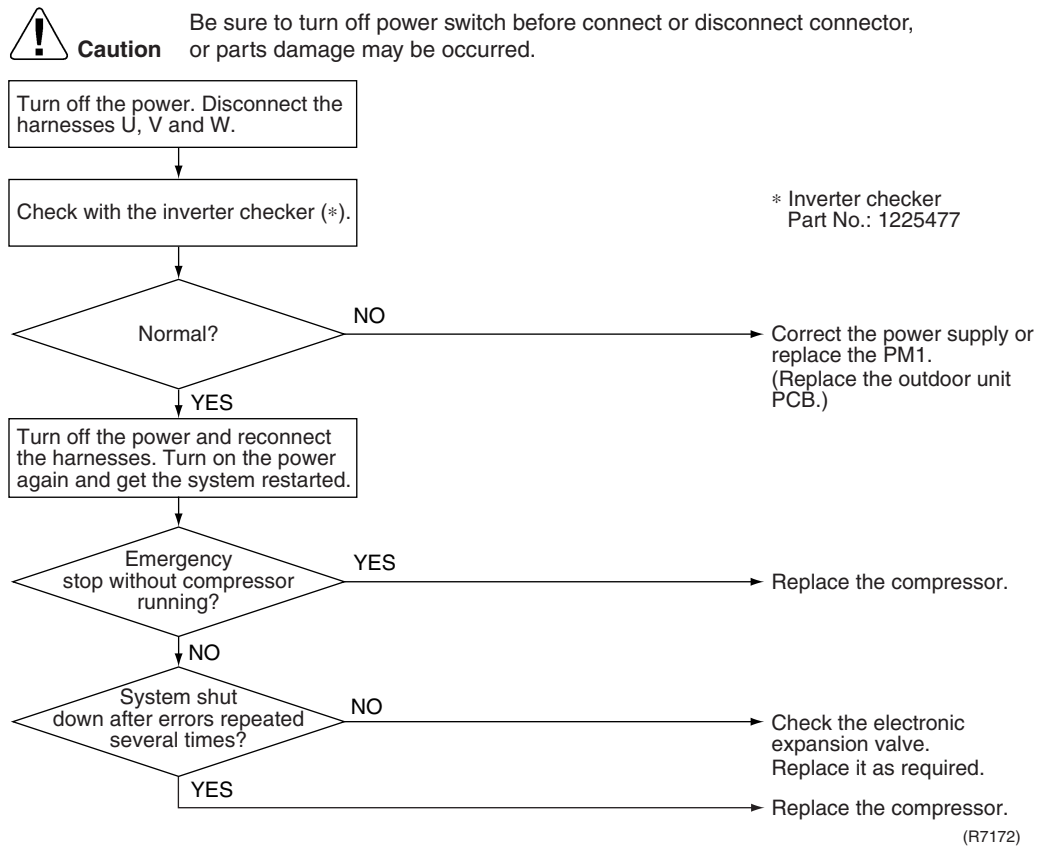 Be sure to turn off power switch before connect or disconnect connector,
Caution or parts damage may be occurred.
Turn off the power. Disconnect the
harnesses U, V and W.
Check with the inverter checker (*).
* Inverter checker
Part No.: 1225477
Normal?
NO
Correct the power supply or
replace the PM1.
(Replace the outdoor unit
PCB.)
YES
Turn off the power and reconnect
the harnesses. Turn on the power
again and get the system restarted.
Emergency
stop without compressor
running?
YES
Replace the compressor.
NO
System shut
down after errors repeated
several times?
NO
Check the electronic
expansion valve.
Replace it as required.
YES
Replace the compressor.
(R7172)